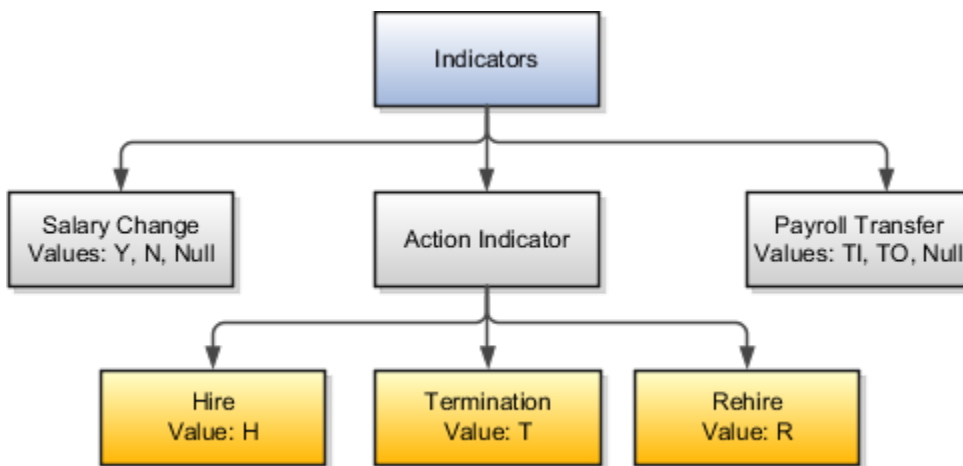 Indicators
Salary Change
Values: Y, N, Null
Action Indicator
Payroll Transfer
Values: TI, TO, Null
Hire
Value: H
Termination
Value: T
Rehire
Value: R